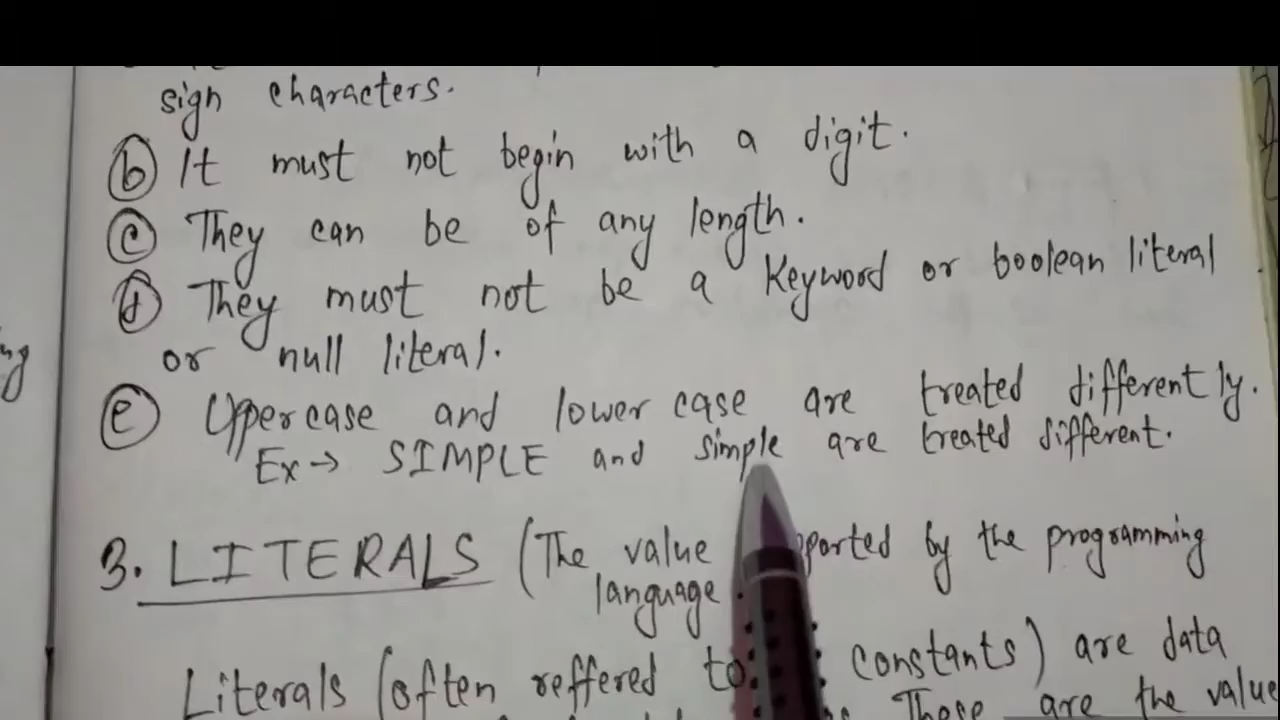 sign characters.
(b) It must not begin with a digit.
(c) They can be of any length.
(d) They must not be a keyword or boolean literal
or null literal.
(e) Uppercase and lower case are treated differently.
Ex → SIMPLE and simple are treated different.
3. LITERALS (The value by the programming
language.
Literals (often reffered to constants) are data
These are the value